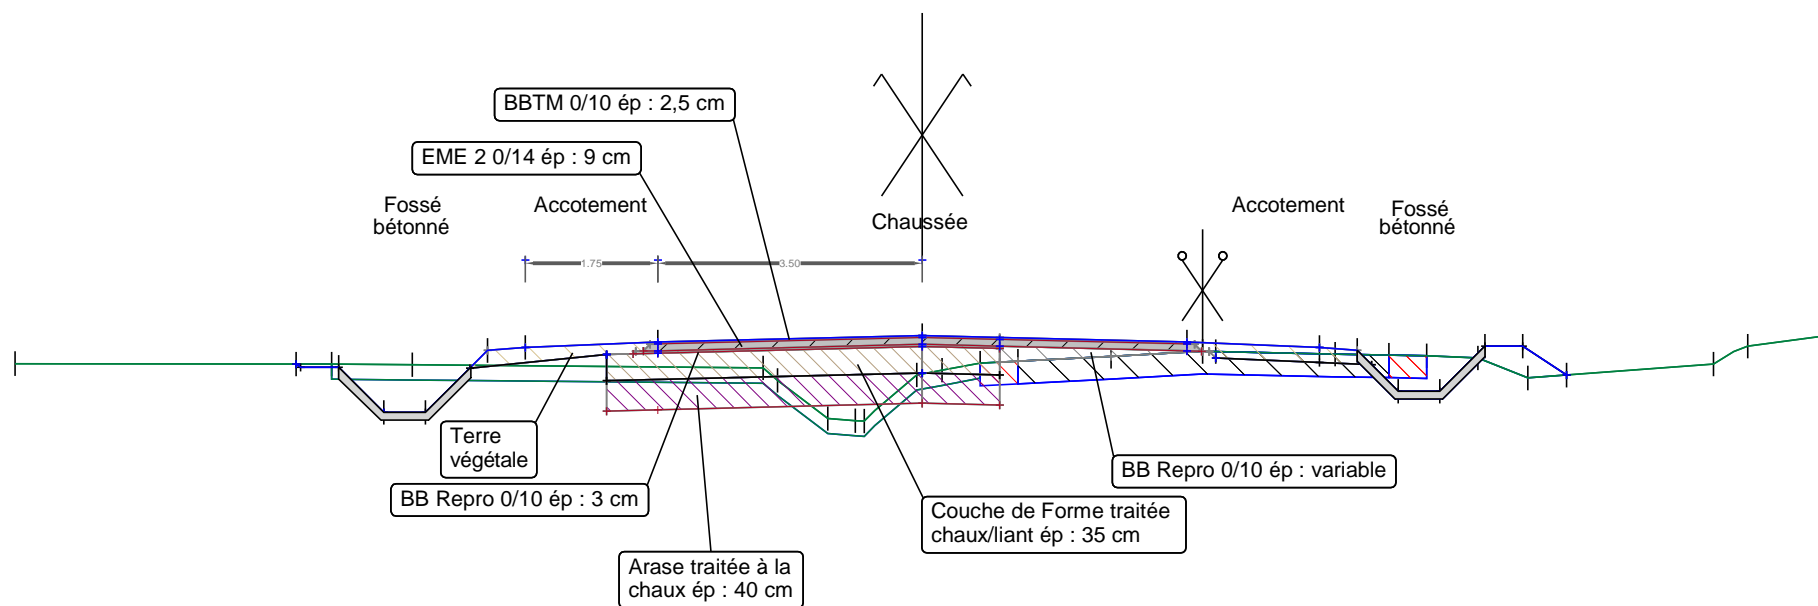 BBTM 0/10 ép : 2,5 cm
EME 2 0/14 ép : 9 cm
Fossé
bétonné
Accotement
Chaussée
Accotement
Fossé
bétonné
1.75
3.50
Terre
végétale
BB Repro 0/10 ép : 3 cm
BB Repro 0/10 ép : variable
Couche de Forme traitée
chaux/liant ép : 35 cm
Arase traitée à la
chaux ép : 40 cm